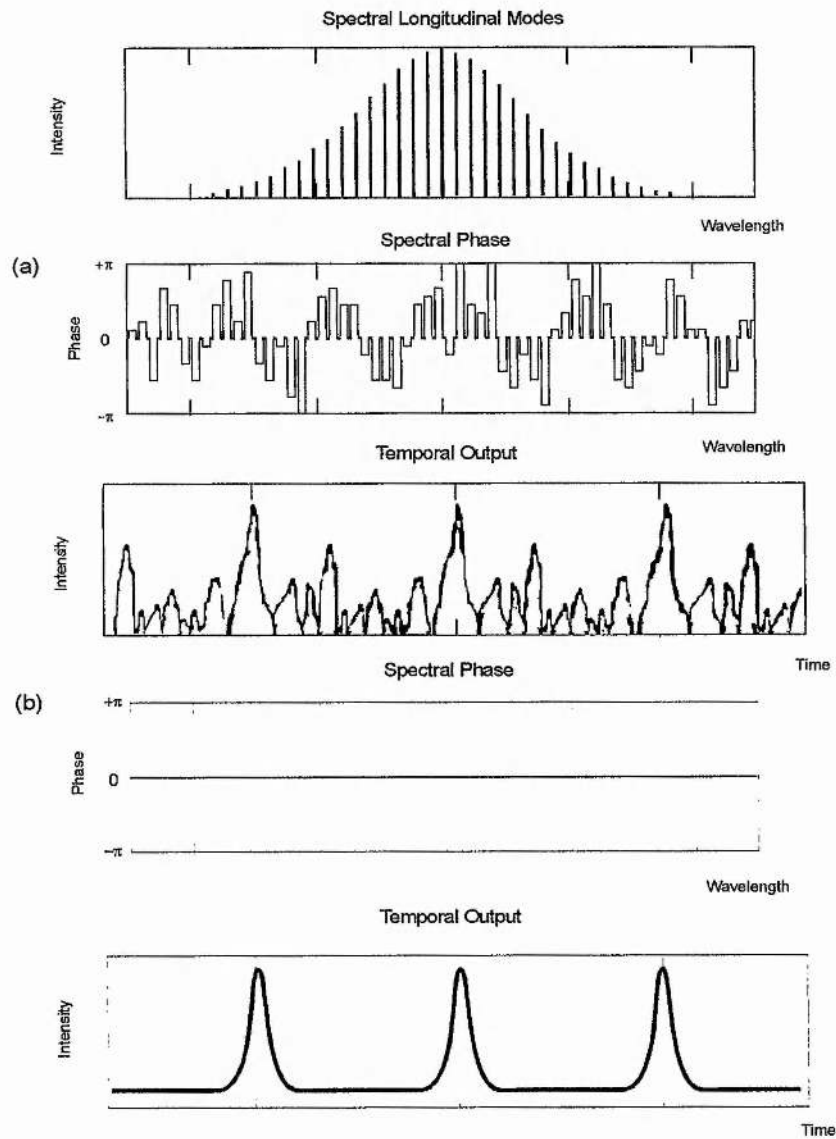 Spectral Longitudinal Modes
Intensity
Wavelength
Spectral Phase
(a)
+π
Phase
0
-π
Wavelength
Temporal Output
Intensity
Time
Spectral Phase
(b)
+π
Phase
0
-π
Wavelength
Temporal Output
Intensity
Time